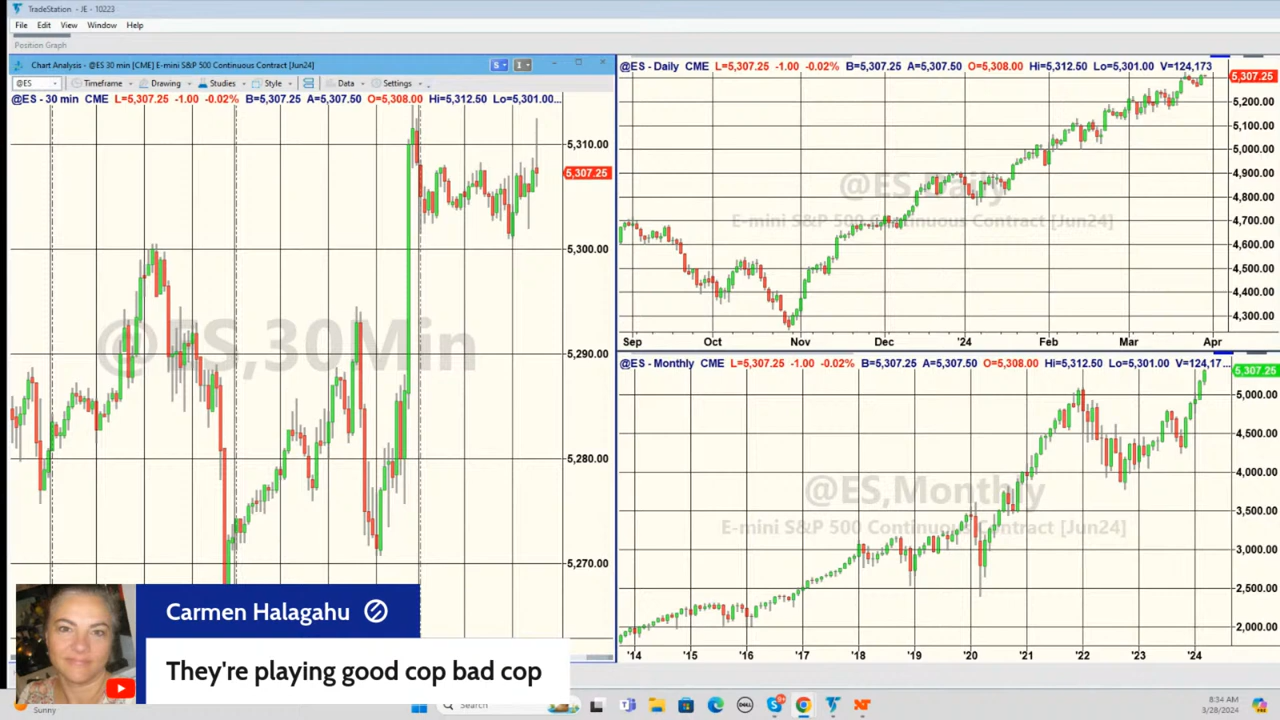 TradeStation - JE - 10223
File Edit View Window Help
Position Graph
Chart Analysis - @ES 30 min [CME] E-mini S&P 500 Continuous Contract [Jun24]
S I
@ES Timeframe Drawing Studies Style Data Settings
@ES - 30 min CME L=5,307.25 -1.00 -0.02% B=5,307.25 A=5,307.50 O=5,308.00 Hi=5,312.50 Lo=5,301.00...
5,310.00
5,307.25
5,300.00
5,290.00
5,280.00
5,270.00
@ES,30Min
@ES - Daily CME L=5,307.25 -1.00 -0.02% B=5,307.25 A=5,307.50 O=5,308.00 Hi=5,312.50 Lo=5,301.00 V=124,173
5,307.25
5,200.00
5,100.00
5,000.00
4,900.00
4,800.00
4,700.00
4,600.00
4,500.00
4,400.00
4,300.00
@ES,Daily
E-mini S&P 500 Continuous Contract [Jun24]
Sep Oct Nov Dec '24 Feb Mar Apr
@ES - Monthly CME L=5,307.25 -1.00 -0.02% B=5,307.25 A=5,307.50 O=5,308.00 Hi=5,312.50 Lo=5,301.00 V=124,17...
5,307.25
5,000.00
4,500.00
4,000.00
3,500.00
3,000.00
2,500.00
2,000.00
@ES,Monthly
E-mini S&P 500 Continuous Contract [Jun24]
'14 '15 '16 '17 '18 '19 '20 '21 '22 '23 '24
Carmen Halagahu
They're playing good cop bad cop
Sunny
Search
8:34 AM
3/28/2024